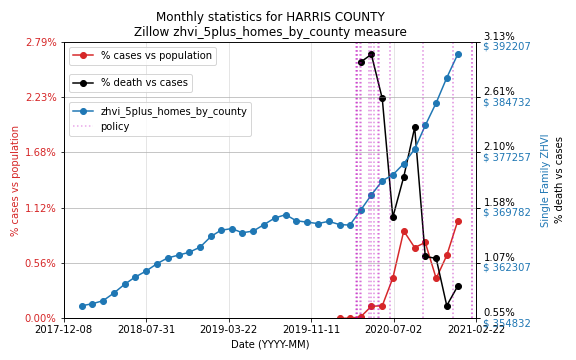 Monthly statistics for HARRIS COUNTY
Zillow zhvi_5plus_homes_by_county measure
% cases vs population
% death vs cases
zhvi_5plus_homes_by_county
policy
2.79%
2.23%
1.68%
1.12%
0.56%
0.00%
% cases vs population
3.13%
$ 392207
2.61%
$ 384732
2.10%
$ 377257
1.58%
$ 369782
1.07%
$ 362307
0.55%
$ 354832
Single Family ZHVI
% death vs cases
2017-12-08
2018-07-31
2019-03-22
2019-11-11
2020-07-02
2021-02-22
Date (YYYY-MM)